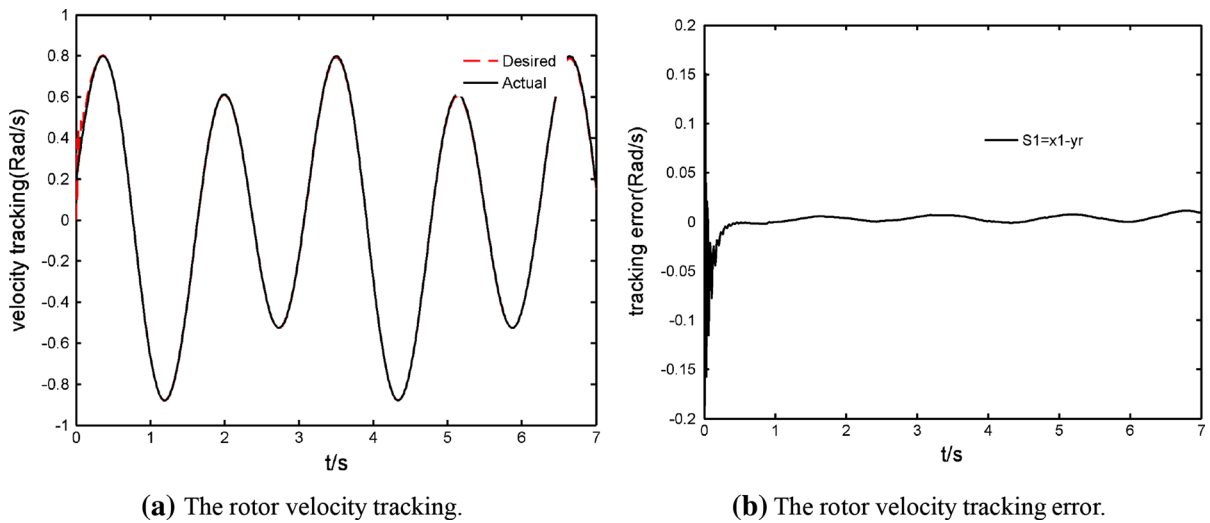 velocity tracking(Rad/s)
1
0.8
0.6
0.4
0.2
0
-0.2
-0.4
-0.6
-0.8
-1
Desired
Actual
0 1 2 3 4 5 6 7
t/s
(a) The rotor velocity tracking.
tracking error(Rad/s)
0.2
0.15
0.1
0.05
0
-0.05
-0.1
-0.15
-0.2
S1=x1-yr
0 1 2 3 4 5 6 7
t/s
(b) The rotor velocity tracking error.